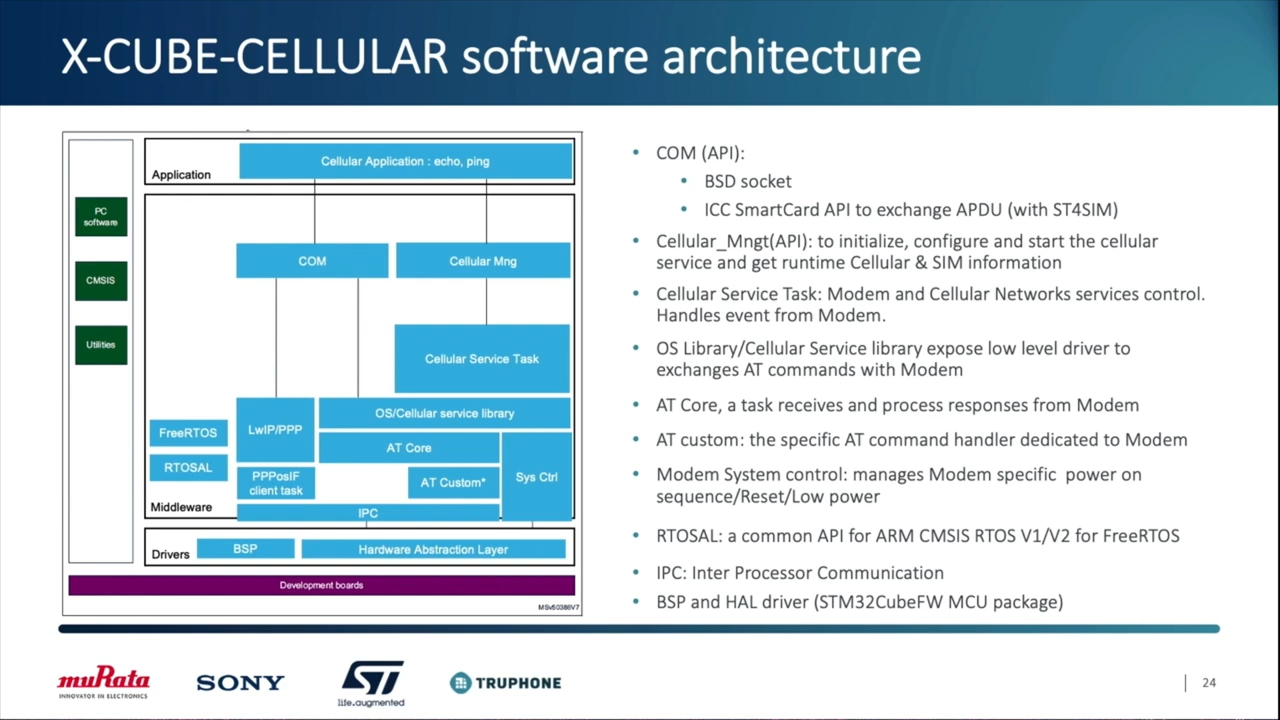 X-CUBE-CELLULAR software architecture
Application
Cellular Application : echo, ping
PC
software
CMSIS
Utilities
COM
Cellular Mng
Cellular Service Task
OS/Cellular service library
FreeRTOS
LwIP/PPP
AT Core
RTOSAL
PPPosIF
client task
AT Custom*
Sys Ctrl
Middleware
IPC
Drivers
BSP
Hardware Abstraction Layer
Development boards
MSv50386V7
• COM (API):
• BSD socket
• ICC SmartCard API to exchange APDU (with ST4SIM)
• Cellular_Mngt(API): to initialize, configure and start the cellular
service and get runtime Cellular & SIM information
• Cellular Service Task: Modem and Cellular Networks services control.
Handles event from Modem.
• OS Library/Cellular Service library expose low level driver to
exchanges AT commands with Modem
• AT Core, a task receives and process responses from Modem
• AT custom: the specific AT command handler dedicated to Modem
• Modem System control: manages Modem specific power on
sequence/Reset/Low power
• RTOSAL: a common API for ARM CMSIS RTOS V1/V2 for FreeRTOS
• IPC: Inter Processor Communication
• BSP and HAL driver (STM32CubeFW MCU package)
muRata
INNOVATOR IN ELECTRONICS
SONY
ST
life.augmented
TRUPHONE
24